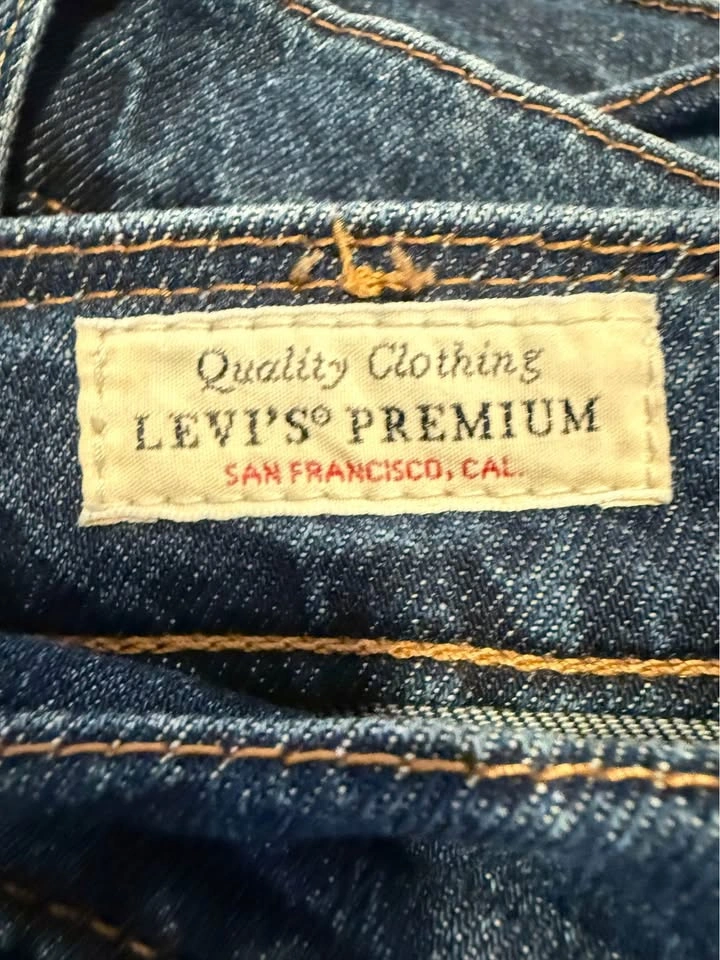 Quality Clothing
LEVI'S® PREMIUM
SAN FRANCISCO, CAL.